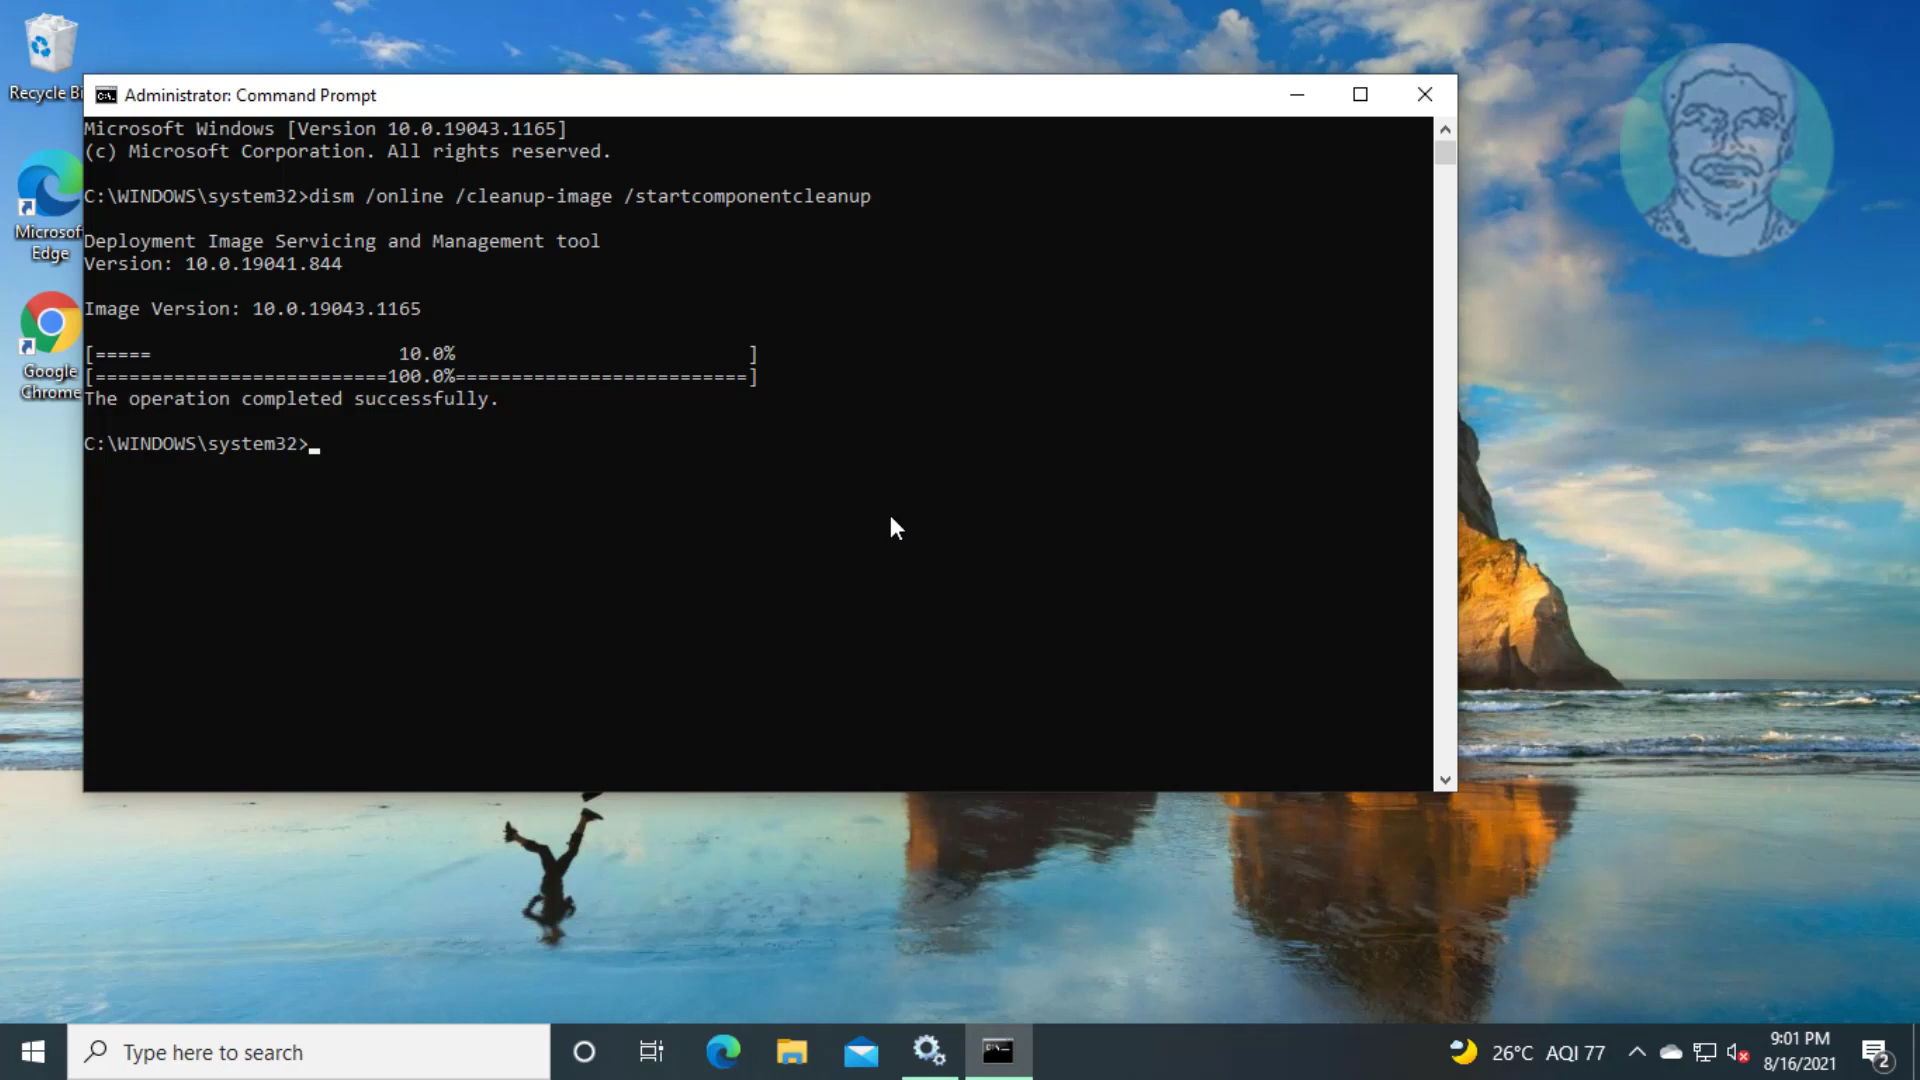 Recycle Bi
Microsof
Edge
Google
Chrome
Administrator: Command Prompt
Microsoft Windows [Version 10.0.19043.1165]
(c) Microsoft Corporation. All rights reserved.
C:\WINDOWS\system32>dism /online /cleanup-image /startcomponentcleanup
Deployment Image Servicing and Management tool
Version: 10.0.19041.844
Image Version: 10.0.19043.1165
[===== 10.0% ]
[==========================100.0%==========================]
The operation completed successfully.
C:\WINDOWS\system32>
Type here to search
26°C AQI 77
9:01 PM
8/16/2021
2